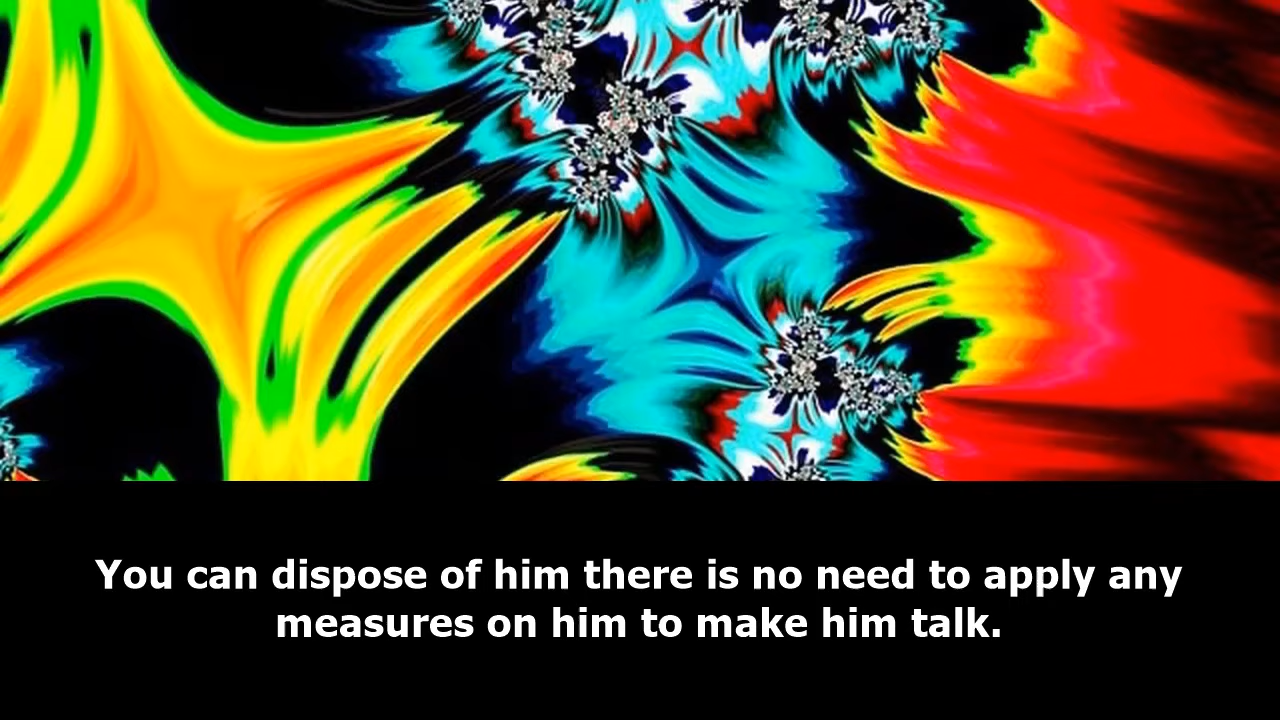 You can dispose of him there is no need to apply any
measures on him to make him talk.